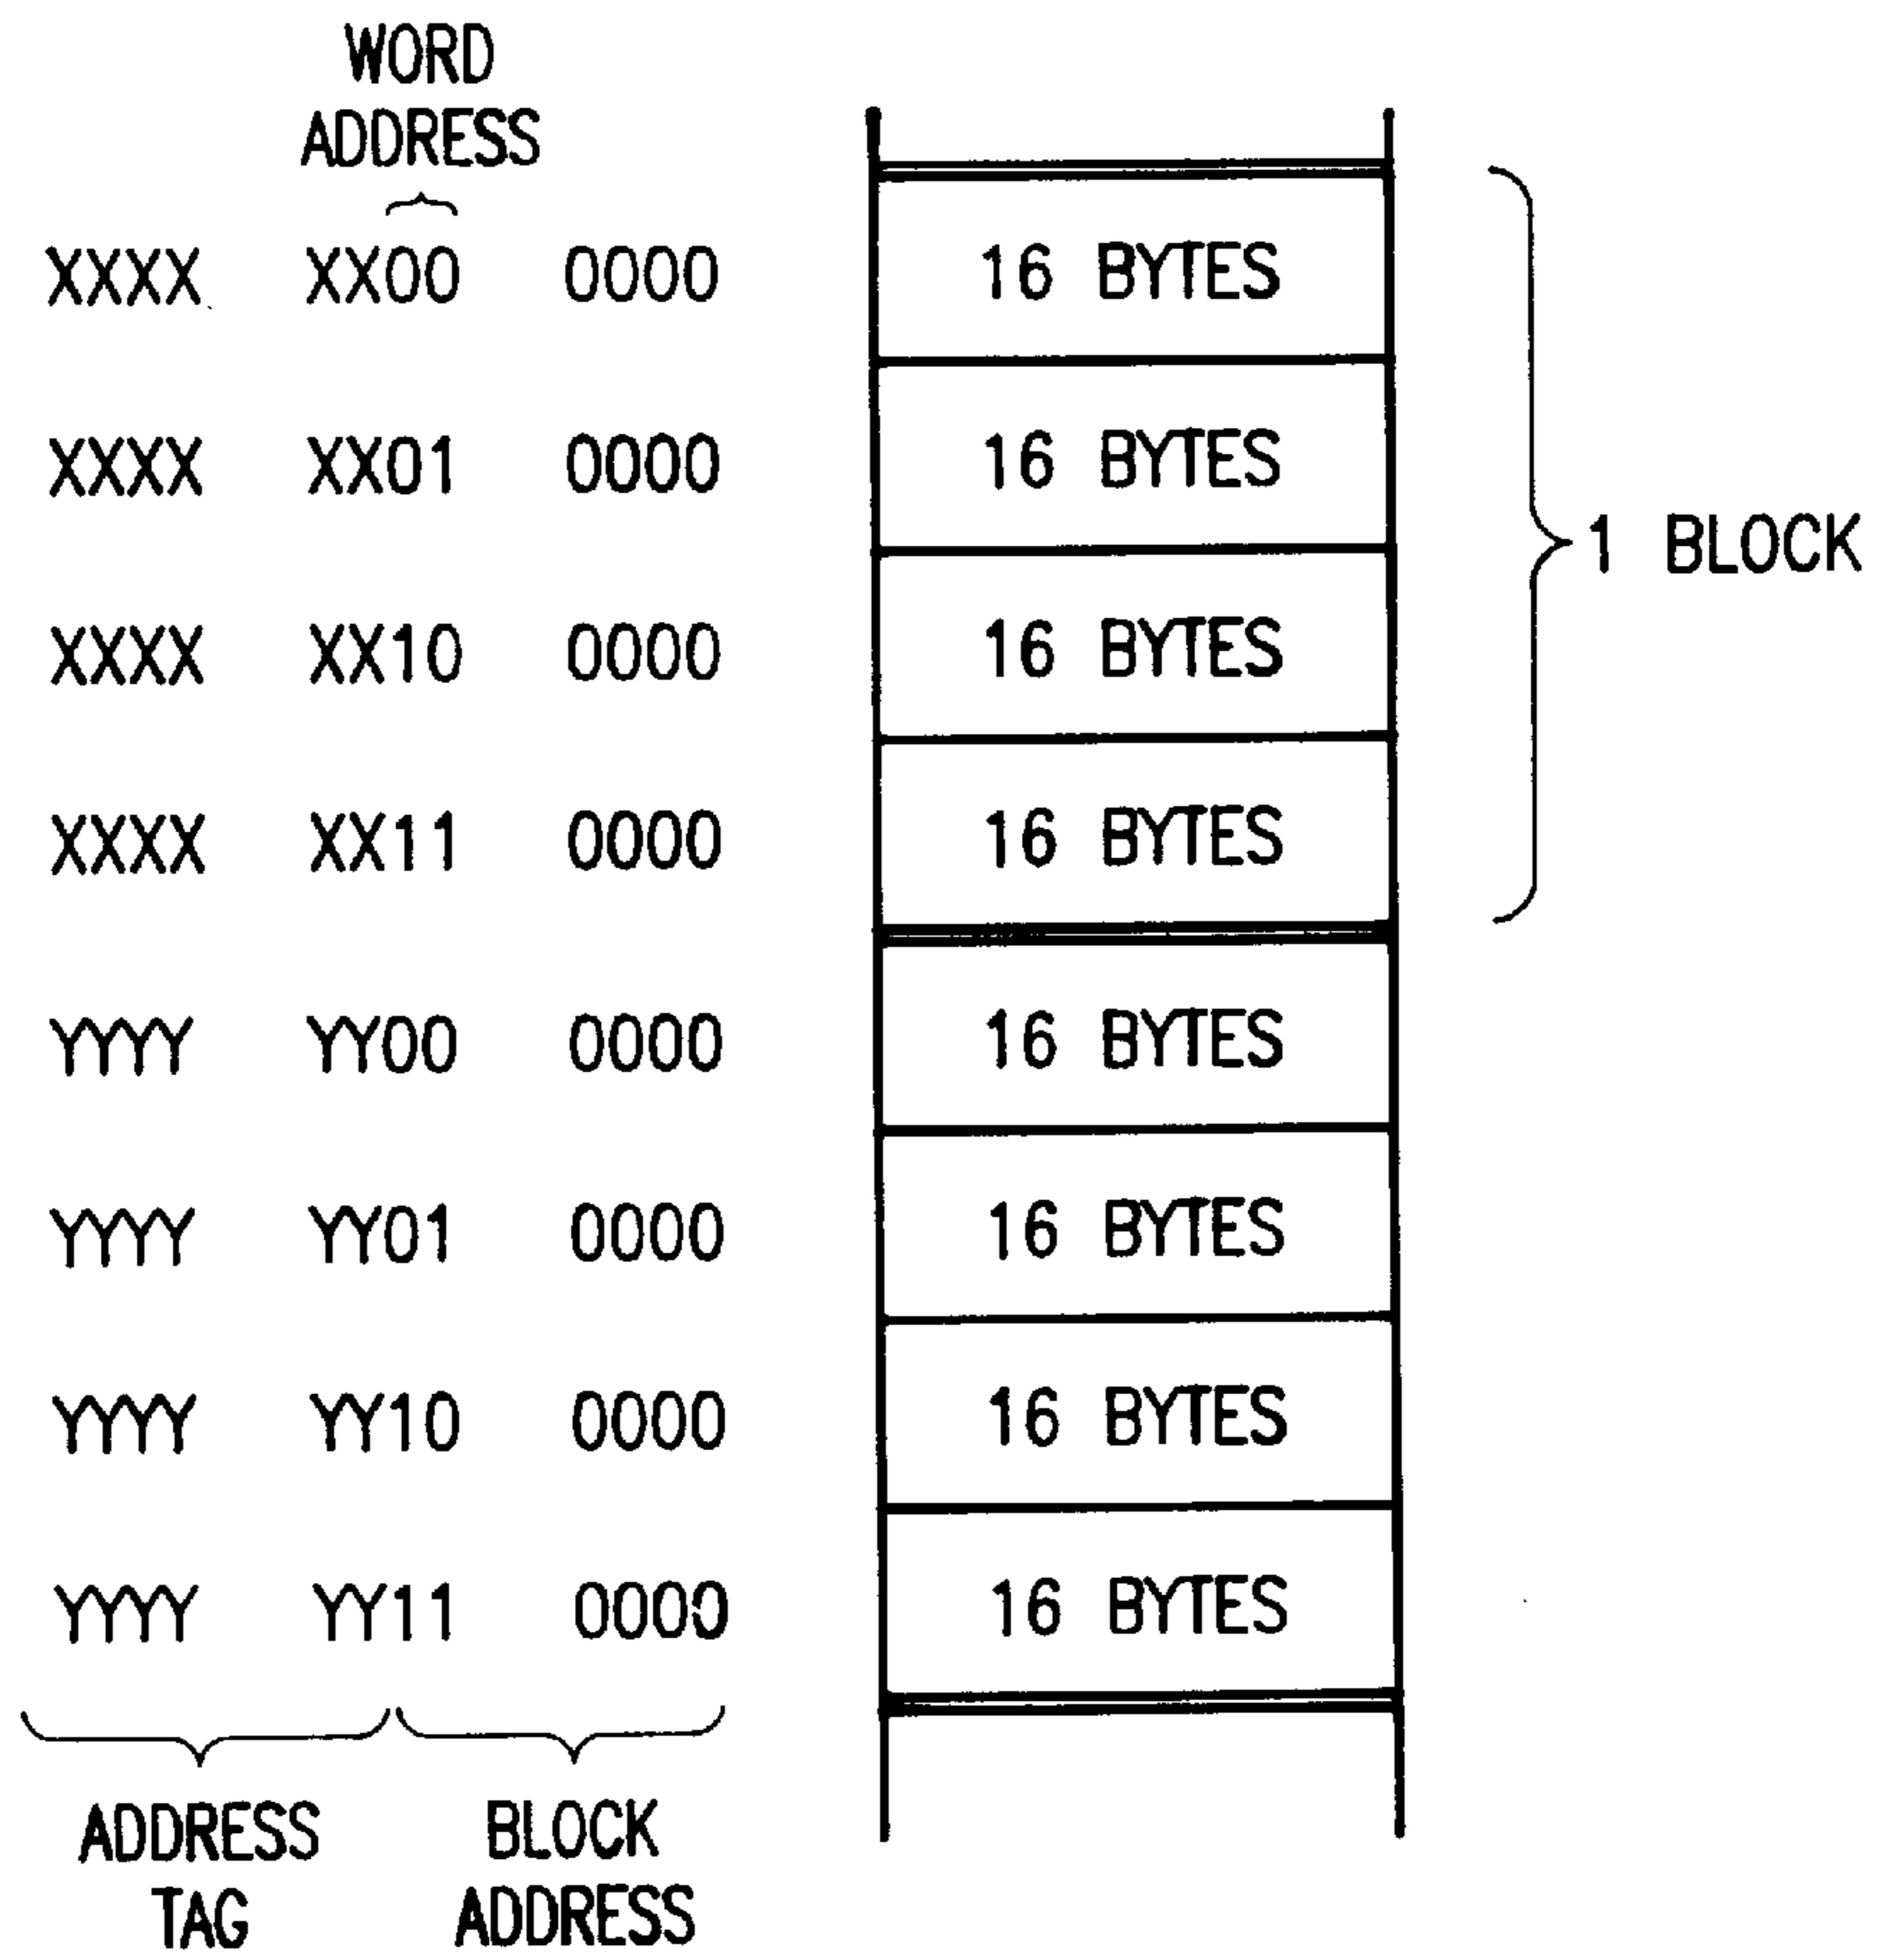 WORD
ADDRESS
XXXX XX00 0000 16 BYTES
XXXX XX01 0000 16 BYTES
1 BLOCK
XXXX XX10 0000 16 BYTES
XXXX XX11 0000 16 BYTES
YYYY YY00 0000 16 BYTES
YYYY YY01 0000 16 BYTES
YYYY YY10 0000 16 BYTES
YYYY YY11 0000 16 BYTES
ADDRESS
TAG
BLOCK
ADDRESS